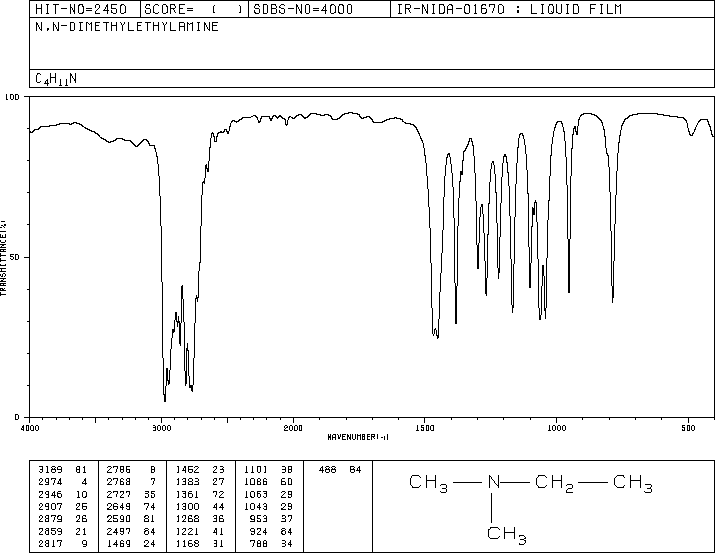 HIT-NO=2450 SCORE= ( ) SDBS-NO=4000 IR-NIDA-01670 : LIQUID FILM
N,N-DIMETHYLETHYLAMINE
C4H11N
100
50
0
TRANSMITTANCE(%)
4000 3000 2000 1500 1000 500
WAVENUMBER(-1)
3189 81 2786 8 1462 23 1101 38 488 84
2974 4 2768 7 1383 27 1086 60
2946 10 2727 35 1361 72 1063 29
2907 25 2649 74 1300 44 1043 29
2879 26 2590 81 1268 36 953 37
2859 21 2497 84 1221 41 924 84
2817 9 1469 24 1168 31 788 34
CH3 N CH2 CH3
CH3